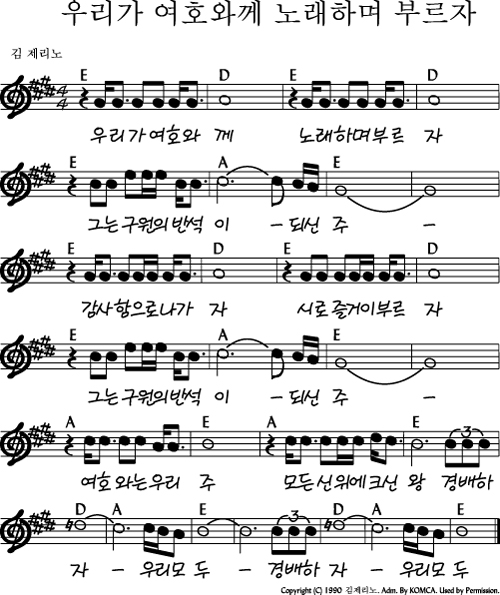 우리가 여호와께 노래하며 부르자
김 제리노
E D E D
4
4
우리가여호와 께 노래하며부르 자
E A E
그는 구원의 반석 이 - 되신 주 -
E D E D
감사함으로나가 자 시로 즐거이부르 자
E A E
그는 구원의반석 이 - 되신 주 -
A E A E
3
여호 와는우리 주 모든신위에크신 왕 경배하
D A E D A E
3
자 - 우리모 두 - 경배하 자 - 우리모 두
Copyright (C) 1990 김제리노. Adm. By KOMCA. Used by Permission.